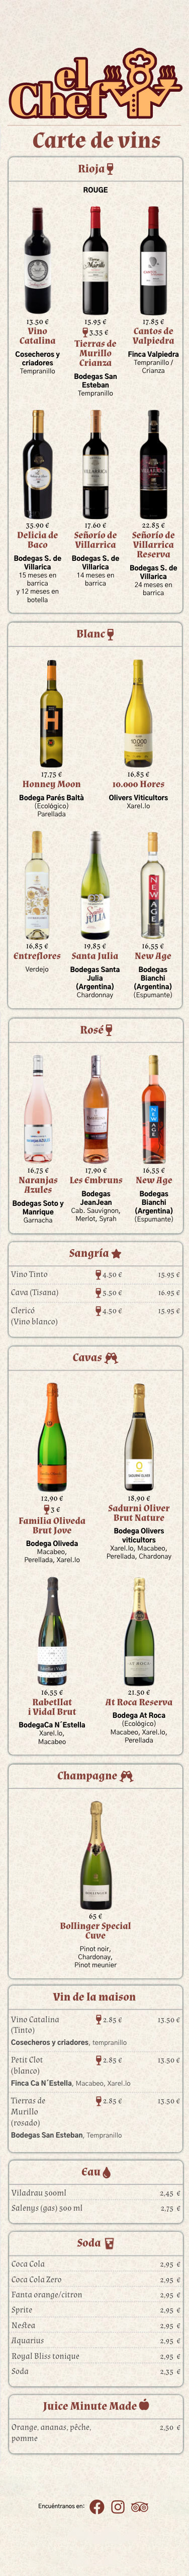 el
Chef
Carte de vins
Rioja
ROUGE
13.50 €
Vino
Catalina
Cosecheros y
criadores
Tempranillo
15.95 €
3,35 €
Tierras de
Murillo
Crianza
Bodegas San
Esteban
Tempranillo
17.85 €
Cantos de
Valpiedra
Finca Valpiedra
Tempranillo /
Crianza
35.90 €
Delicia de
Baco
Bodegas S. de
Villarica
15 meses en
barrica
y 12 meses en
botella
17.60 €
Señorío de
Villarrica
Bodegas S. de
Villarica
14 meses en
barrica
22.85 €
Señorío de
Villarrica
Reserva
Bodegas S. de
Villarica
24 meses en
barrica
Blanc
17,75 €
Honney Moon
Bodega Parés Baltà
(Ecológico)
Parellada
16,85 €
10.000 Hores
Olivers Viticultors
Xarel.lo
16,85 €
Entreflores
Verdejo
19,85 €
Santa Julia
Bodegas Santa
Julia
(Argentina)
Chardonnay
16,55 €
New Age
Bodegas
Bianchi
(Argentina)
(Espumante)
Rosé
16,75 €
Naranjas
Azules
Bodegas Soto y
Manrique
Garnacha
17,90 €
Les Embruns
Bodegas
JeanJean
Cab. Sauvignon,
Merlot, Syrah
16,55 €
New Age
Bodegas
Bianchi
(Argentina)
(Espumante)
Sangría
Vino Tinto 4.50 € 15.95 €
Cava (Tisana) 5.50 € 16.95 €
Clericó
(Vino blanco) 4.50 € 15.95 €
Cavas
12,90 €
3 €
Familia Oliveda
Brut Jove
Bodega Oliveda
Macabeo,
Perellada, Xarel.lo
18,90 €
Sadurni Oliver
Brut Nature
Bodega Olivers
viticultors
Xarel.lo, Macabeo,
Perellada, Chardonay
16,55 €
Rabetllat
i Vidal Brut
BodegaCa N´Estella
Xarel.lo,
Macabeo
21.50 €
At Roca Reserva
Bodega At Roca
(Ecológico)
Macabeo, Xarel.lo,
Perellada
Champagne
65 €
Bollinger Special
Cuve
Pinot noir,
Chardonay,
Pinot meunier
Vin de la maison
Vino Catalina
(Tinto) 2.85 € 13.50 €
Cosecheros y criadores, tempranillo
Petit Clot
(blanco) 2.85 € 13.50 €
Finca Ca N´Estella, Macabeo, Xarel.lo
Tierras de
Murillo
(rosado) 2,85 € 13.50 €
Bodegas San Esteban, Tempranillo
Eau
Viladrau 500ml 2,45 €
Salenys (gas) 500 ml 2,75 €
Soda
Coca Cola 2,95 €
Coca Cola Zero 2,95 €
Fanta orange/citron 2,95 €
Sprite 2,95 €
Nestea 2,95 €
Aquarius 2,95 €
Royal Bliss tonique 2,95 €
Soda 2,35 €
Juice Minute Made
Orange, ananas, pêche,
pomme 2,50 €
Encuéntranos en: